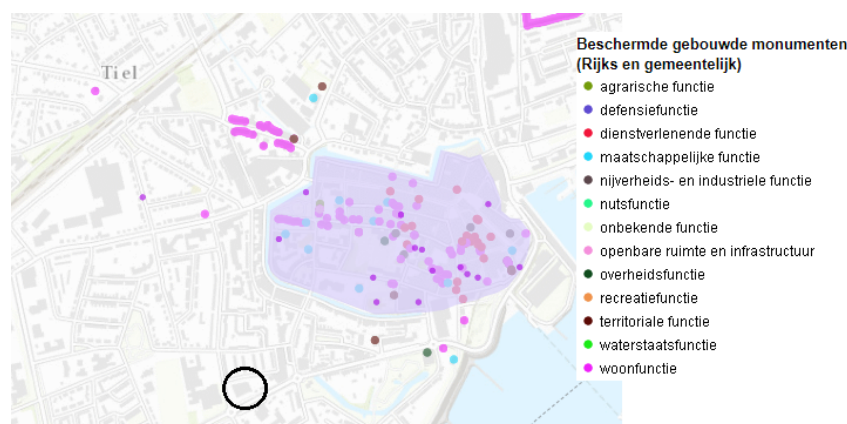 Tiel
Beschermde gebouwde monumenten
(Rijks en gemeentelijk)
agrarische functie
defensiefunctie
dienstverlenende functie
maatschappelijke functie
nijverheids- en industriele functie
nutsfunctie
onbekende functie
openbare ruimte en infrastructuur
overheidsfunctie
recreatiefunctie
territoriale functie
waterstaatsfunctie
woonfunctie